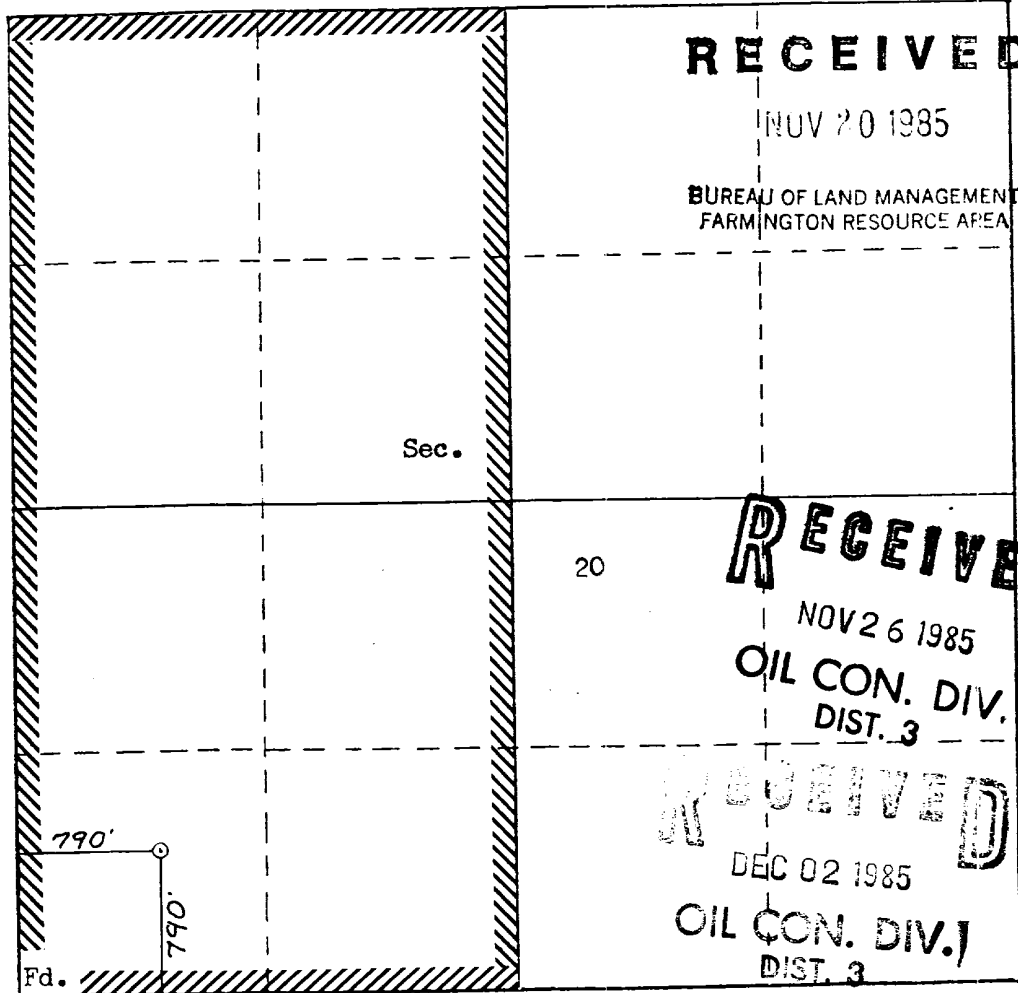 RECEIVED
NOV 20 1985
BUREAU OF LAND MANAGEMENT
FARMINGTON RESOURCE AREA
Sec.
20
RECEIVE
NOV 26 1985
OIL CON. DIV.
DIST. 3
RECEIVED
DEC 02 1985
OIL CON. DIV.
DIST. 3
790'
790'
Fd.